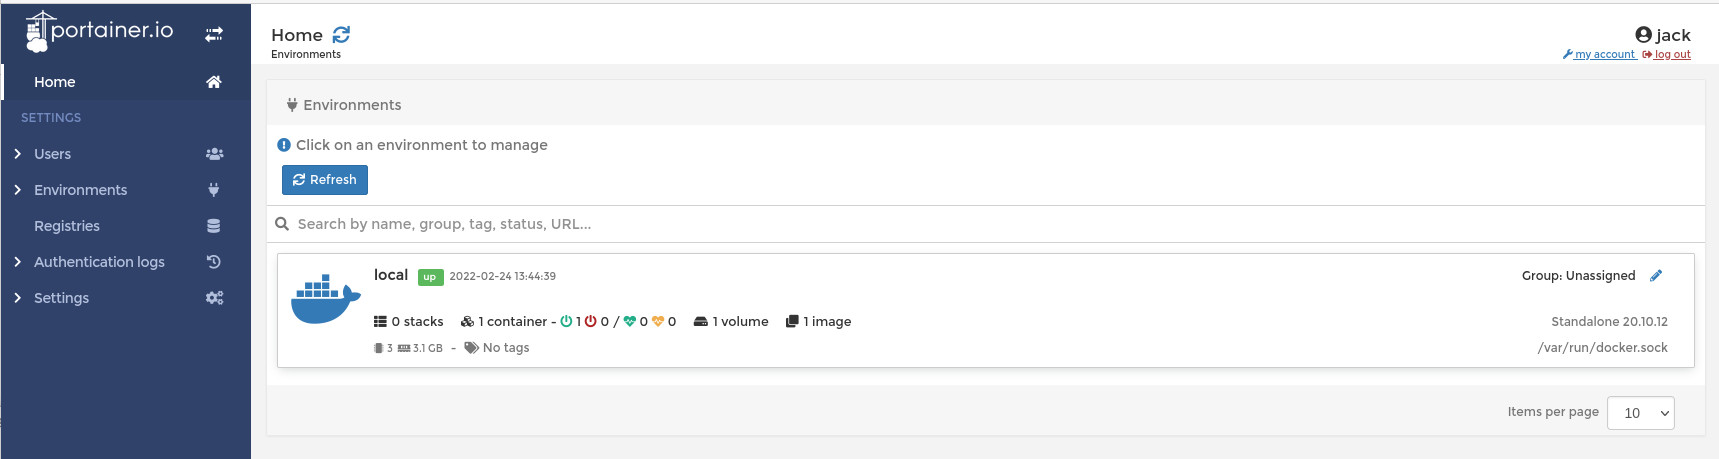 portainer.io
Home
SETTINGS
Users
Environments
Registries
Authentication logs
Settings
Home
Environments
jack
my account log out
Environments
Click on an environment to manage
Refresh
Search by name, group, tag, status, URL...
local up 2022-02-24 13:44:39
Group: Unassigned
0 stacks 1 container - 1 0 / 0 0 1 volume 1 image
Standalone 20.10.12
3 3.1 GB - No tags
/var/run/docker.sock
Items per page 10